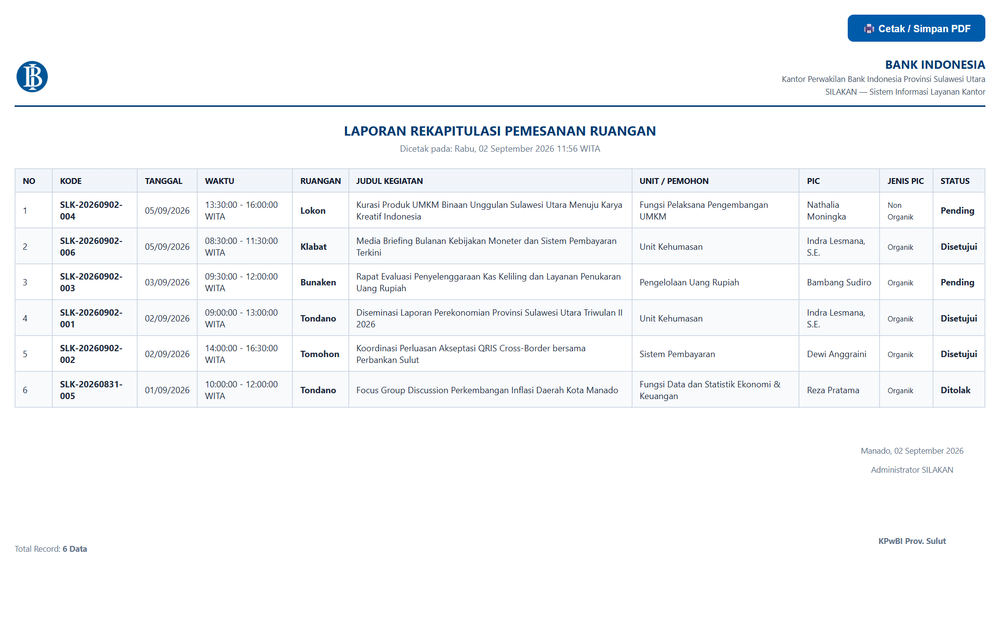 Cetak / Simpan PDF
BI
BANK INDONESIA
Kantor Perwakilan Bank Indonesia Provinsi Sulawesi Utara
SILAKAN — Sistem Informasi Layanan Kantor
LAPORAN REKAPITULASI PEMESANAN RUANGAN
Dicetak pada: Rabu, 02 September 2026 11:56 WITA
NO KODE TANGGAL WAKTU RUANGAN JUDUL KEGIATAN UNIT / PEMOHON PIC JENIS PIC STATUS
1 SLK-20260902- 05/09/2026 13:30:00 - 16:00:00 Lokon Kurasi Produk UMKM Binaan Unggulan Sulawesi Utara Menuju Karya Fungsi Pelaksana Pengembangan Nathalia Non Pending
004 WITA Kreatif Indonesia UMKM Moningka Organik
2 SLK-20260902- 05/09/2026 08:30:00 - 11:30:00 Klabat Media Briefing Bulanan Kebijakan Moneter dan Sistem Pembayaran Unit Kehumasan Indra Lesmana, Organik Disetujui
006 WITA Terkini S.E.
3 SLK-20260902- 03/09/2026 09:30:00 - 12:00:00 Bunaken Rapat Evaluasi Penyelenggaraan Kas Keliling dan Layanan Penukaran Pengelolaan Uang Rupiah Bambang Sudiro Organik Pending
003 WITA Uang Rupiah
4 SLK-20260902- 02/09/2026 09:00:00 - 13:00:00 Tondano Diseminasi Laporan Perekonomian Provinsi Sulawesi Utara Triwulan II Unit Kehumasan Indra Lesmana, Organik Disetujui
001 WITA 2026 S.E.
5 SLK-20260902- 02/09/2026 14:00:00 - 16:30:00 Tomohon Koordinasi Perluasan Akseptasi QRIS Cross-Border bersama Sistem Pembayaran Dewi Anggraini Organik Disetujui
002 WITA Perbankan Sulut
6 SLK-20260831- 01/09/2026 10:00:00 - 12:00:00 Tondano Focus Group Discussion Perkembangan Inflasi Daerah Kota Manado Fungsi Data dan Statistik Ekonomi & Reza Pratama Organik Ditolak
005 WITA Keuangan
Manado, 02 September 2026
Administrator SILAKAN
KPwBI Prov. Sulut
Total Record: 6 Data